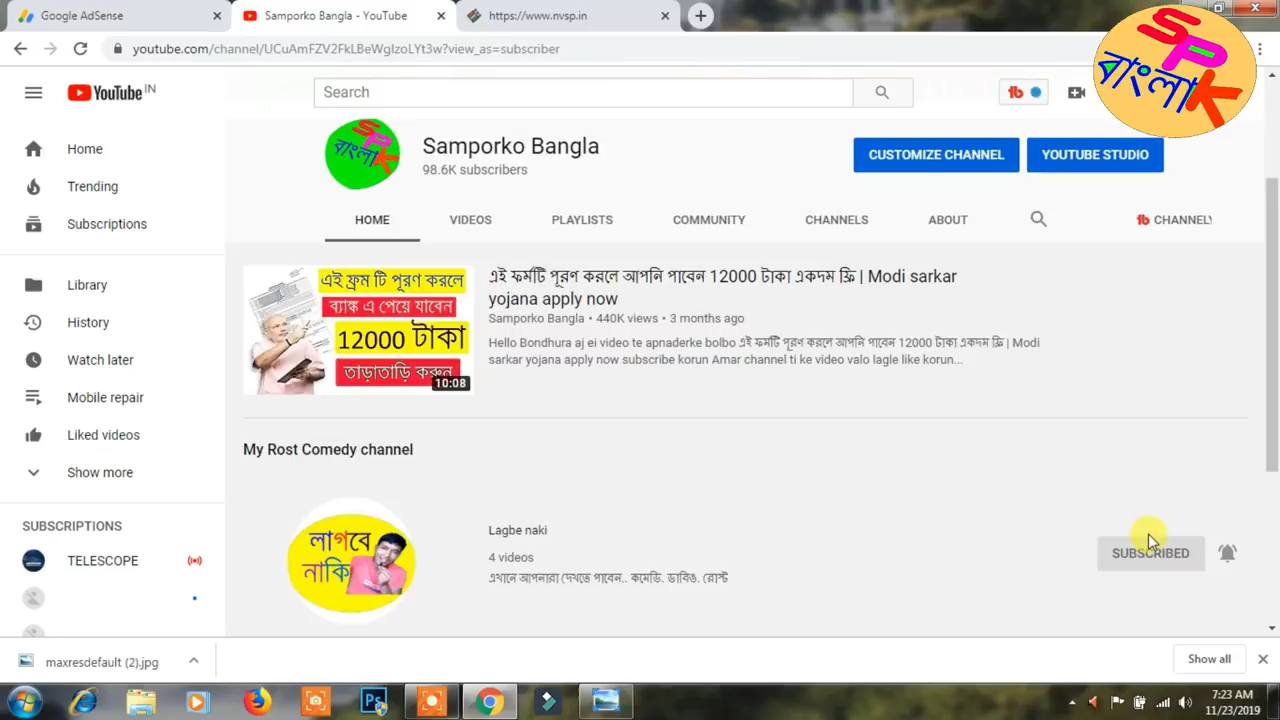 Google AdSense
Samporko Bangla - YouTube
https://www.nvsp.in
youtube.com/channel/UCuAmFZV2FkLBeWglzoLYt3w?view_as=subscriber
SPK
বাংলা
YouTube IN
Search
Home
Trending
Subscriptions
Library
History
Watch later
Mobile repair
Liked videos
Show more
SUBSCRIPTIONS
TELESCOPE
SPK
বাংলা
Samporko Bangla
98.6K subscribers
CUSTOMIZE CHANNEL
YOUTUBE STUDIO
HOME VIDEOS PLAYLISTS COMMUNITY CHANNELS ABOUT tb CHANNEL
এই ফ্রম টি পূরণ করলে
ব্যাঙ্ক এ পেয়ে যাবেন
12000 টাকা
তাড়াতাড়ি করুন
10:08
এই ফর্মটি পূরণ করলে আপনি পাবেন 12000 টাকা একদম ফ্রি | Modi sarkar
yojana apply now
Samporko Bangla • 440K views • 3 months ago
Hello Bondhura aj ei video te apnaderke bolbo এই ফর্মটি পূরণ করলে আপনি পাবেন 12000 টাকা একদম ফ্রি | Modi
sarkar yojana apply now subscribe korun Amar channel ti ke video valo lagle like korun...
My Rost Comedy channel
লাগবে
নাকি
Lagbe naki
4 videos
এখানে আপনারা দেখতে পাবেন.. কমেডি. ডাবিঙ. রোস্ট
SUBSCRIBED
maxresdefault (2).jpg
Show all
Ps
7:23 AM
11/23/2019